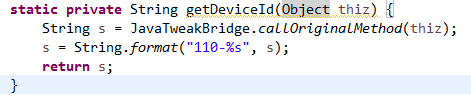 static private String getDeviceId(Object thiz) {
String s = JavaTweakBridge.callOriginalMethod(thiz);
s = String.format("110-%s", s);
return s;
}